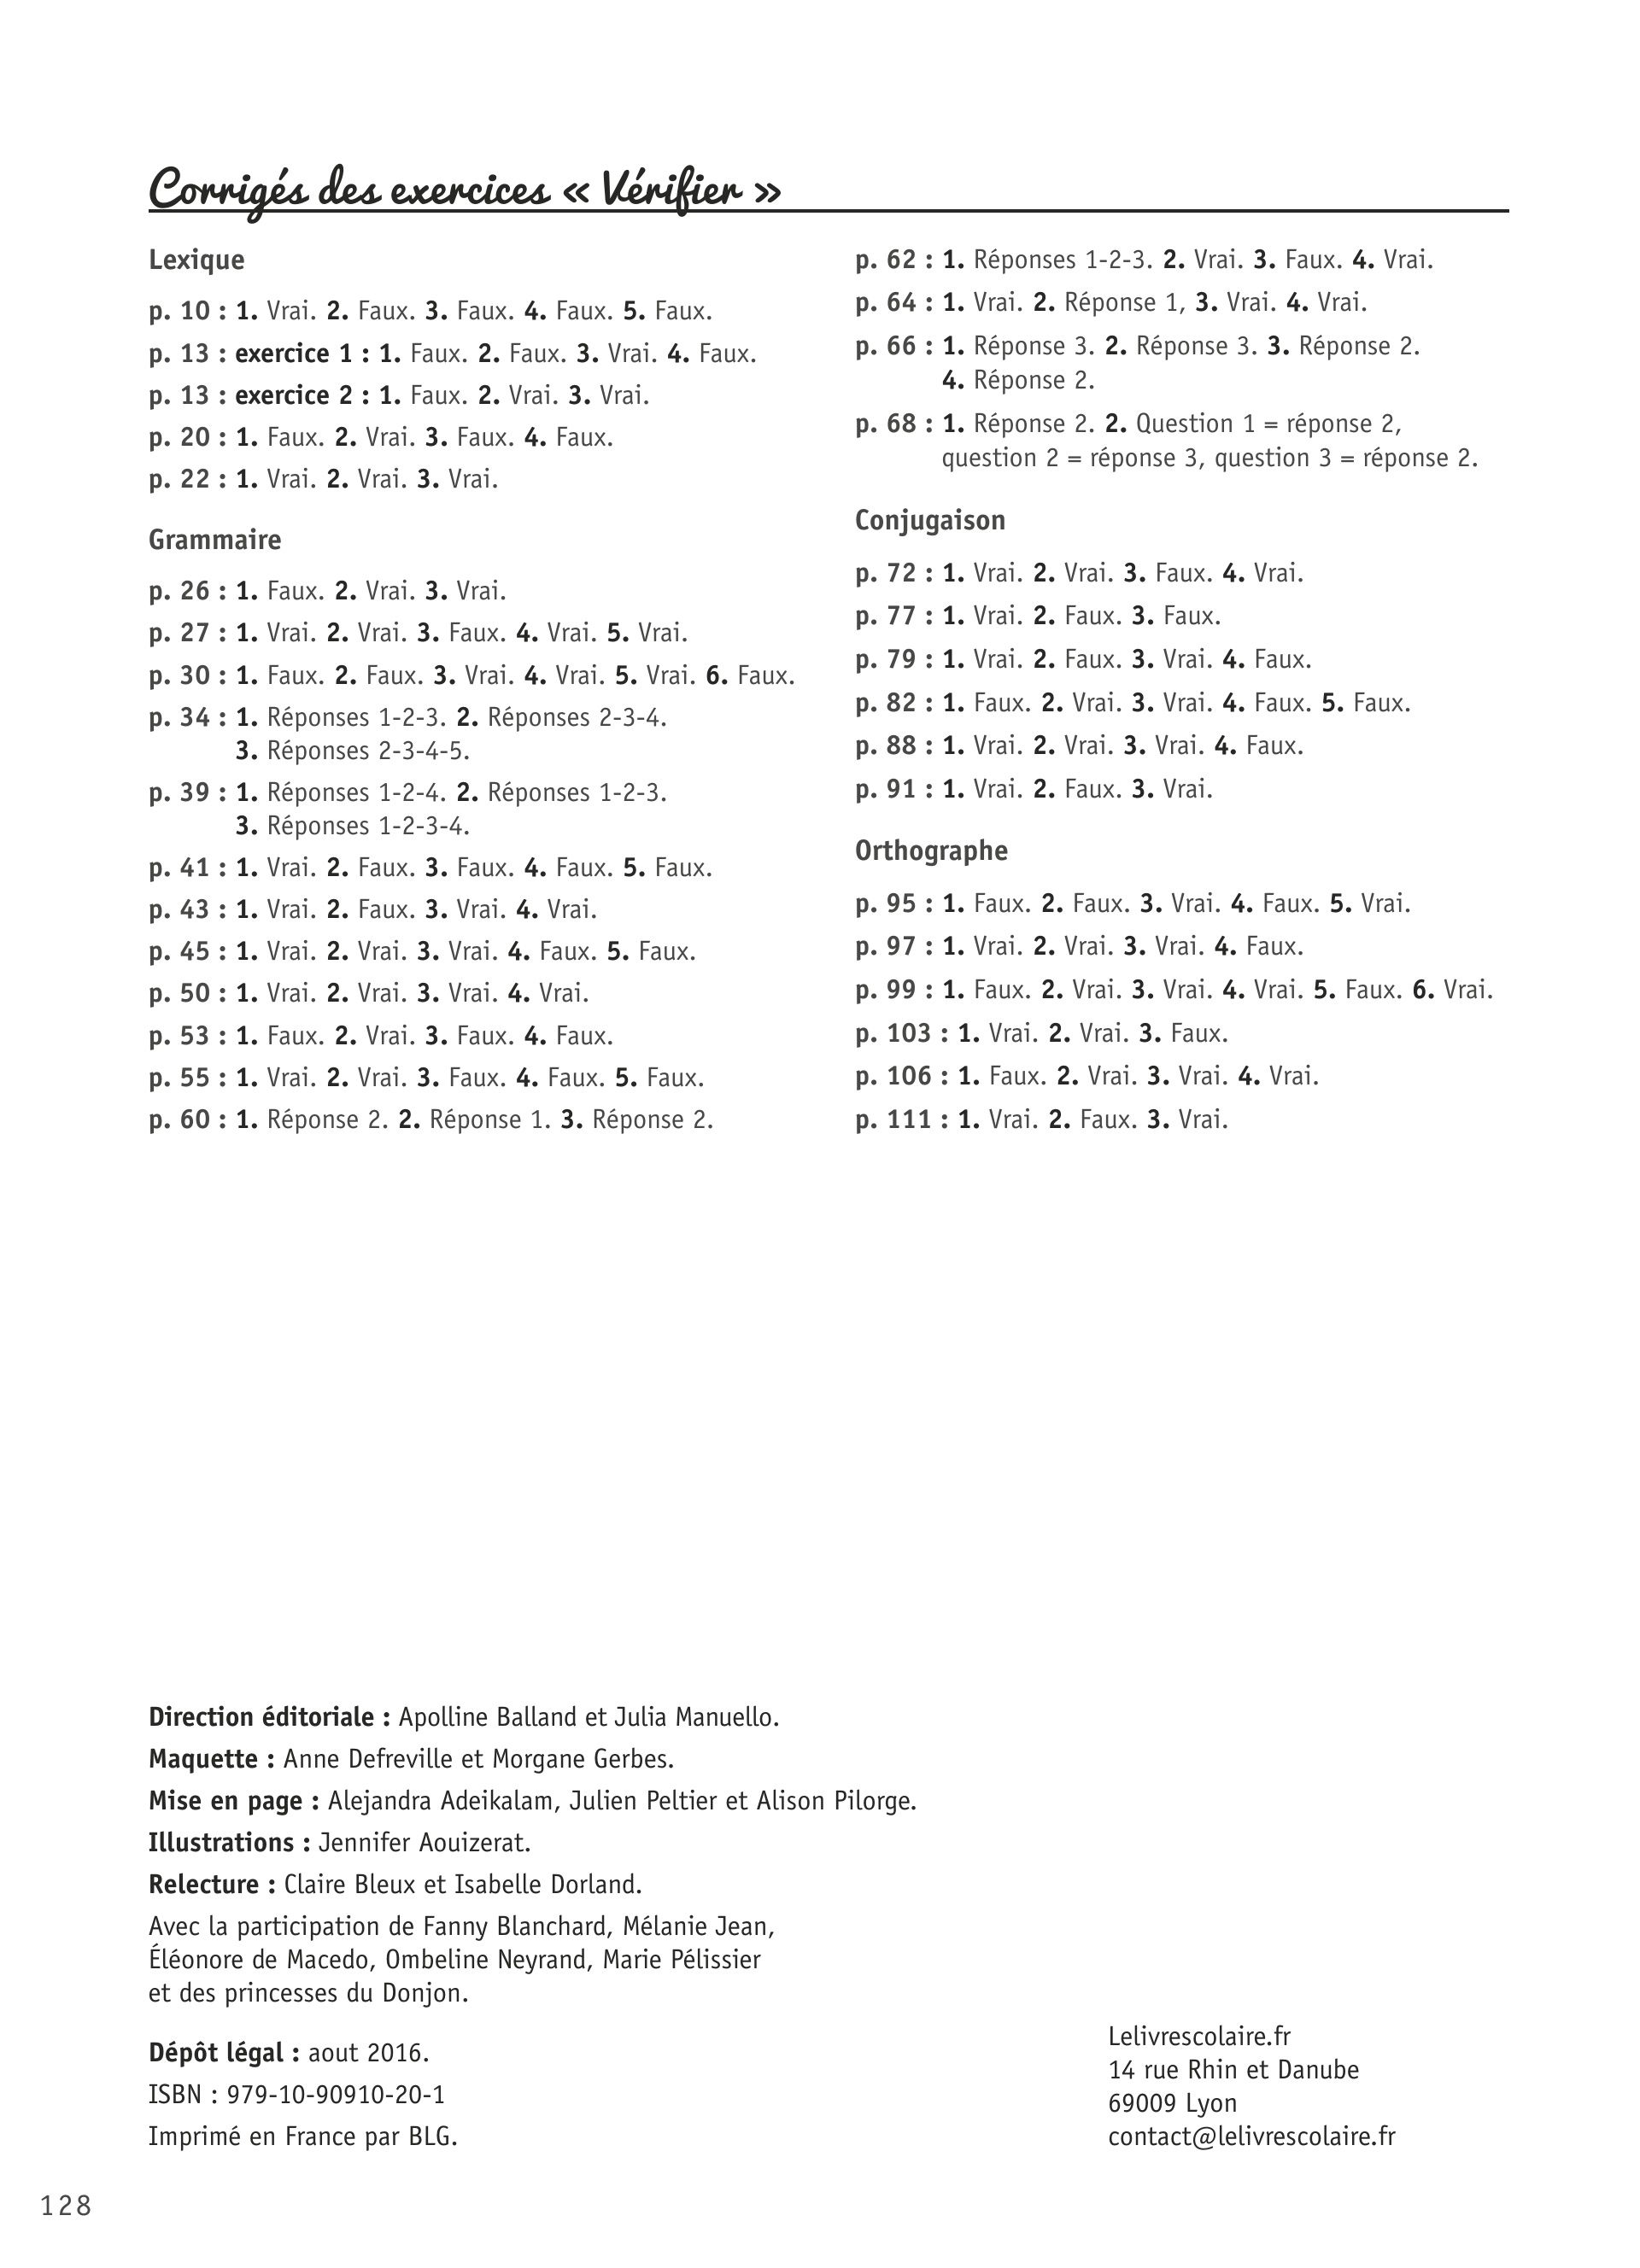 Corrigés des exercices « Vérifier »
Lexique
p. 10 : 1. Vrai. 2. Faux. 3. Faux. 4. Faux. 5. Faux.
p. 13 : exercice 1 : 1. Faux. 2. Faux. 3. Vrai. 4. Faux.
p. 13 : exercice 2 : 1. Faux. 2. Vrai. 3. Vrai.
p. 20 : 1. Faux. 2. Vrai. 3. Faux. 4. Faux.
p. 22 : 1. Vrai. 2. Vrai. 3. Vrai.
Grammaire
p. 26 : 1. Faux. 2. Vrai. 3. Vrai.
p. 27 : 1. Vrai. 2. Vrai. 3. Faux. 4. Vrai. 5. Vrai.
p. 30 : 1. Faux. 2. Faux. 3. Vrai. 4. Vrai. 5. Vrai. 6. Faux.
p. 34 : 1. Réponses 1-2-3. 2. Réponses 2-3-4.
3. Réponses 2-3-4-5.
p. 39 : 1. Réponses 1-2-4. 2. Réponses 1-2-3.
3. Réponses 1-2-3-4.
p. 41 : 1. Vrai. 2. Faux. 3. Faux. 4. Faux. 5. Faux.
p. 43 : 1. Vrai. 2. Faux. 3. Vrai. 4. Vrai.
p. 45 : 1. Vrai. 2. Vrai. 3. Vrai. 4. Faux. 5. Faux.
p. 50 : 1. Vrai. 2. Vrai. 3. Vrai. 4. Vrai.
p. 53 : 1. Faux. 2. Vrai. 3. Faux. 4. Faux.
p. 55 : 1. Vrai. 2. Vrai. 3. Faux. 4. Faux. 5. Faux.
p. 60 : 1. Réponse 2. 2. Réponse 1. 3. Réponse 2.
p. 62 : 1. Réponses 1-2-3. 2. Vrai. 3. Faux. 4. Vrai.
p. 64 : 1. Vrai. 2. Réponse 1, 3. Vrai. 4. Vrai.
p. 66 : 1. Réponse 3. 2. Réponse 3. 3. Réponse 2.
4. Réponse 2.
p. 68 : 1. Réponse 2. 2. Question 1 = réponse 2,
question 2 = réponse 3, question 3 = réponse 2.
Conjugaison
p. 72 : 1. Vrai. 2. Vrai. 3. Faux. 4. Vrai.
p. 77 : 1. Vrai. 2. Faux. 3. Faux.
p. 79 : 1. Vrai. 2. Faux. 3. Vrai. 4. Faux.
p. 82 : 1. Faux. 2. Vrai. 3. Vrai. 4. Faux. 5. Faux.
p. 88 : 1. Vrai. 2. Vrai. 3. Vrai. 4. Faux.
p. 91 : 1. Vrai. 2. Faux. 3. Vrai.
Orthographe
p. 95 : 1. Faux. 2. Faux. 3. Vrai. 4. Faux. 5. Vrai.
p. 97 : 1. Vrai. 2. Vrai. 3. Vrai. 4. Faux.
p. 99 : 1. Faux. 2. Vrai. 3. Vrai. 4. Vrai. 5. Faux. 6. Vrai.
p. 103 : 1. Vrai. 2. Vrai. 3. Faux.
p. 106 : 1. Faux. 2. Vrai. 3. Vrai. 4. Vrai.
p. 111 : 1. Vrai. 2. Faux. 3. Vrai.
Direction éditoriale : Apolline Balland et Julia Manuello.
Maquette : Anne Defreville et Morgane Gerbes.
Mise en page : Alejandra Adeikalam, Julien Peltier et Alison Pilorge.
Illustrations : Jennifer Aouizerat.
Relecture : Claire Bleux et Isabelle Dorland.
Avec la participation de Fanny Blanchard, Mélanie Jean,
Éléonore de Macedo, Ombeline Neyrand, Marie Pélissier
et des princesses du Donjon.
Dépôt légal : aout 2016.
ISBN : 979-10-90910-20-1
Imprimé en France par BLG.
Lelivrescolaire.fr
14 rue Rhin et Danube
69009 Lyon
contact@lelivrescolaire.fr
128